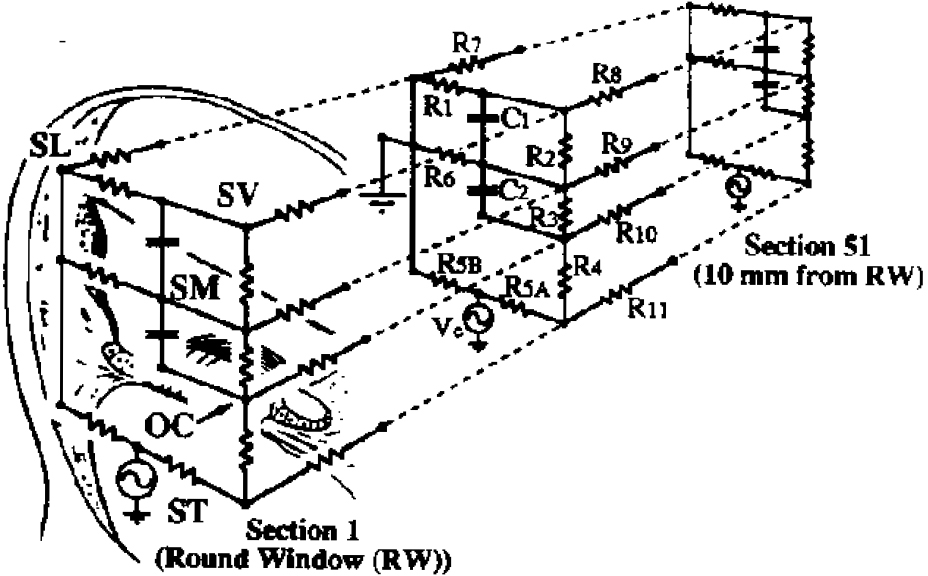 R7
R8
R1
C1
SL
R2
R9
R6
C2
SV
R3
R10
Section 51
(10 mm from RW)
R5B
R4
SM
R5A
R11
Ve
OC
ST
Section 1
(Round Window (RW))